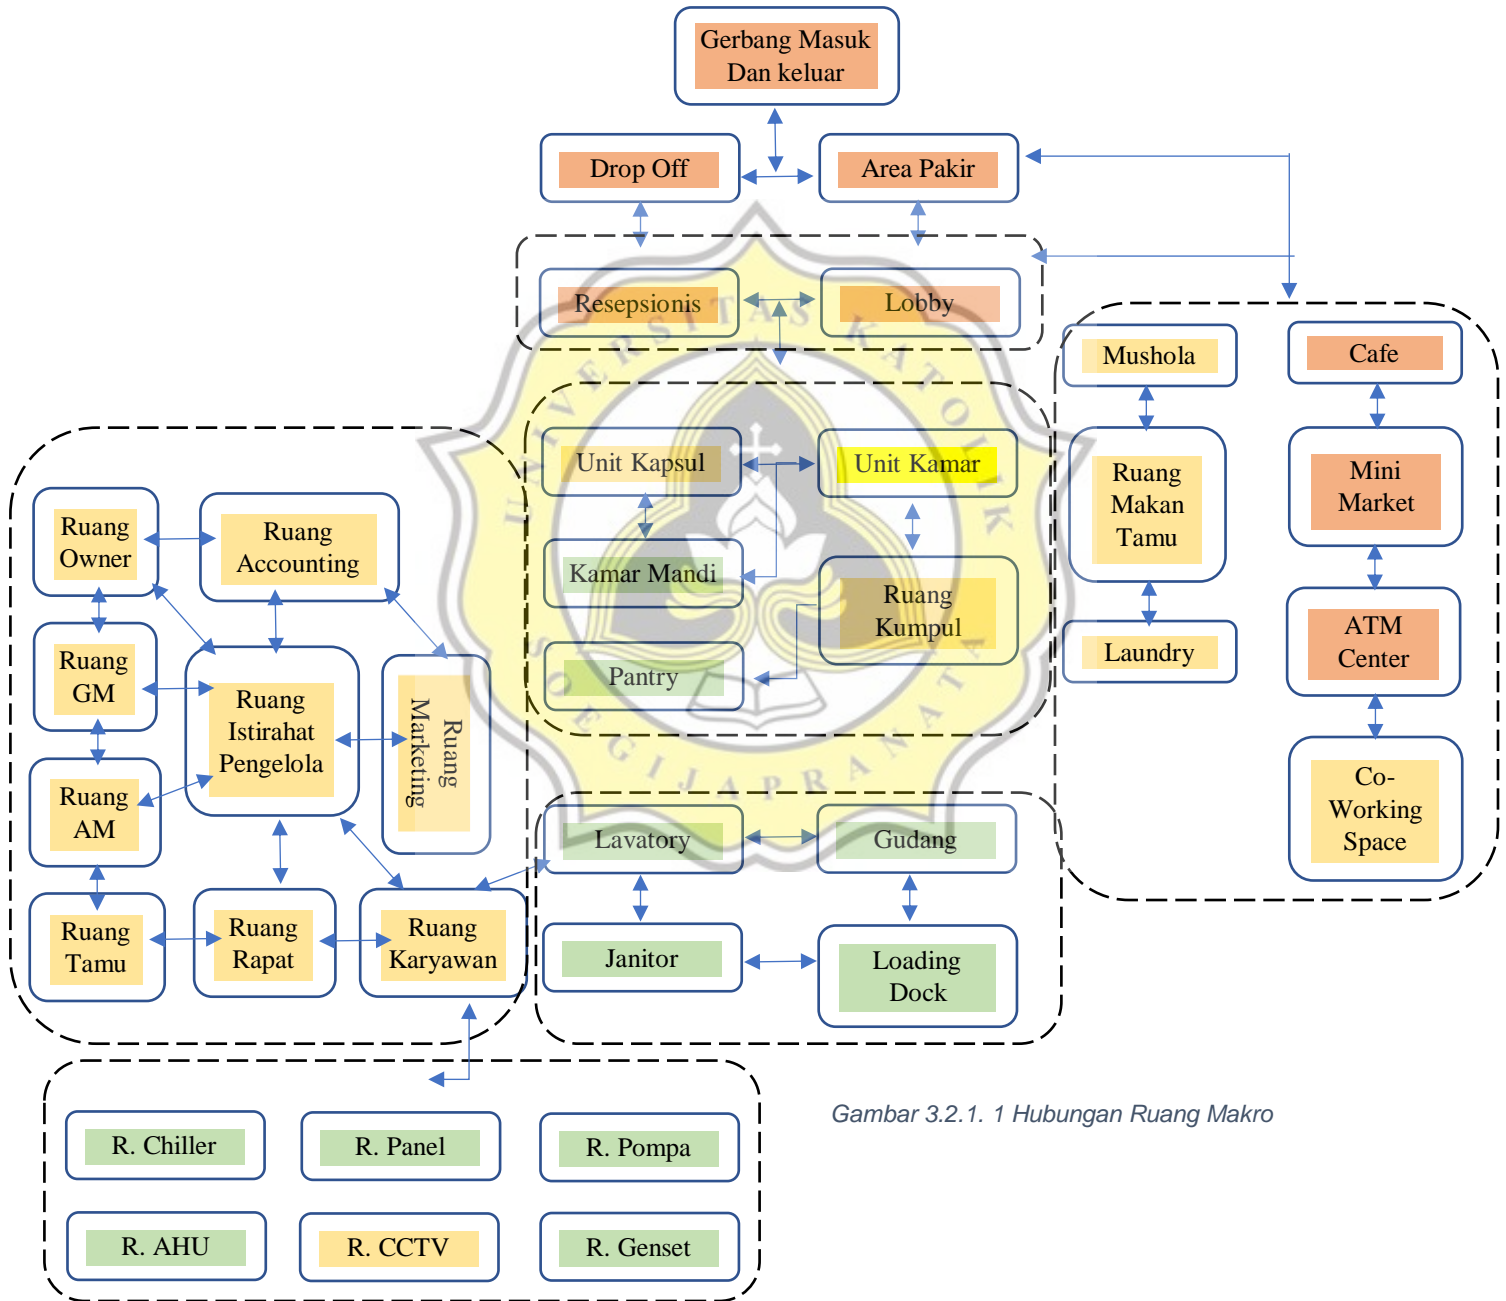 Gerbang Masuk
Dan keluar
Drop Off
Area Pakir
Resepsionis
Lobby
Mushola
Cafe
Unit Kapsul
Unit Kamar
Ruang
Makan
Tamu
Mini
Market
Ruang
Owner
Ruang
Accounting
Kamar Mandi
Ruang
Kumpul
ATM
Center
Laundry
Ruang
GM
Ruang
Istirahat
Pengelola
Ruang
Marketing
Pantry
Ruang
AM
Co-
Working
Space
Lavatory
Gudang
Ruang
Tamu
Ruang
Rapat
Ruang
Karyawan
Janitor
Loading
Dock
R. Chiller
R. Panel
R. Pompa
R. AHU
R. CCTV
R. Genset
Gambar 3.2.1. 1 Hubungan Ruang Makro
UNIVERSITAS KATOLIK
SOEGIJAPRANATA